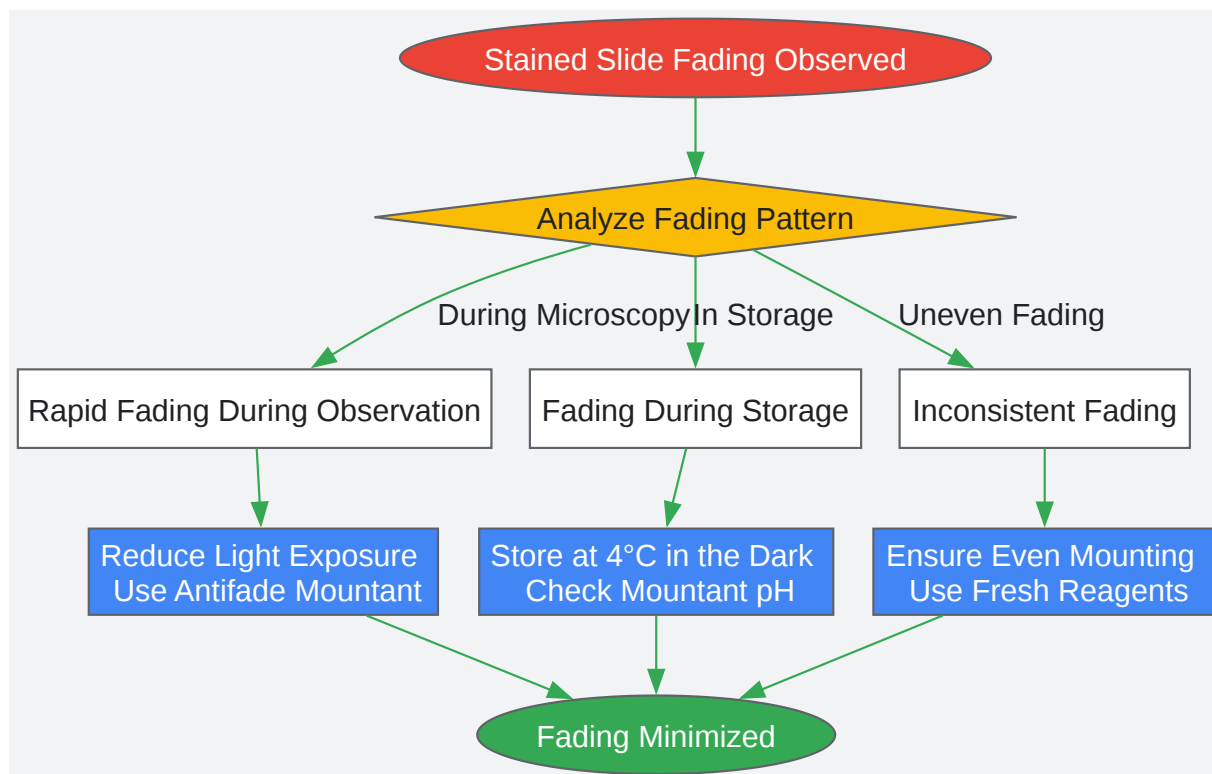 Stained Slide Fading Observed
Analyze Fading Pattern
During Microscopy
In Storage
Uneven Fading
Rapid Fading During Observation
Fading During Storage
Inconsistent Fading
Reduce Light Exposure
Use Antifade Mountant
Store at 4°C in the Dark
Check Mountant pH
Ensure Even Mounting
Use Fresh Reagents
Fading Minimized